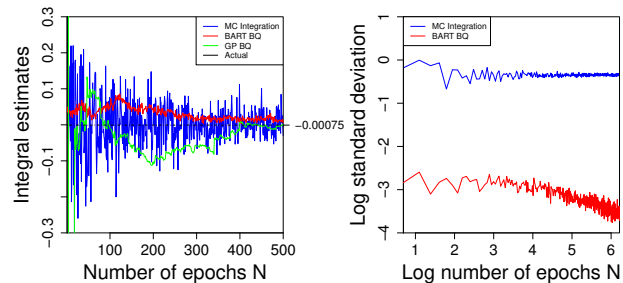 0.3
0.1
-0.1
-0.3
Integral estimates
MC Integration
BART BQ
GP BQ
Actual
−0.00075
100 200 300 400 500
Number of epochs N
1
0
−1
−2
−3
−4
Log standard deviation
MC Integration
BART BQ
1 2 3 4 5 6
Log number of epochs N